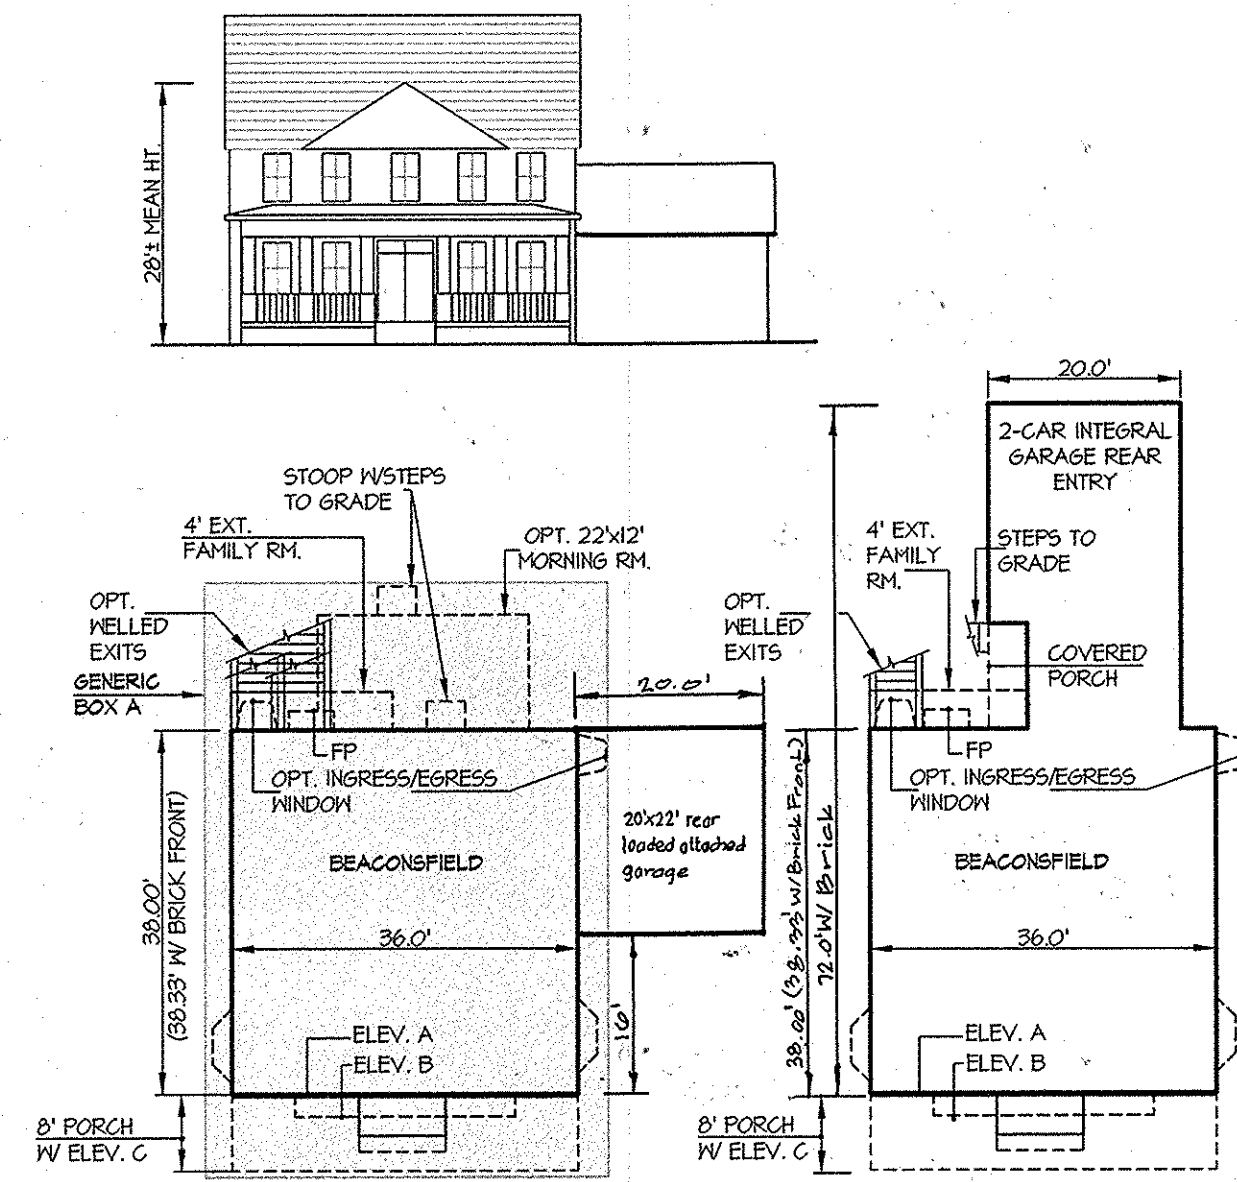 28'± MEAN HT.
20.0'
2-CAR INTEGRAL
GARAGE REAR
ENTRY
STOOP W/STEPS
TO GRADE
4' EXT.
FAMILY RM.
OPT. 22'x12'
MORNING RM.
OPT.
WELLED
EXITS
GENERIC
BOX A
20.0'
FP
OPT. INGRESS/EGRESS
WINDOW
20'x22' rear
loaded attached
garage
BEACONSFIELD
38.00'
(38.33' W/ BRICK FRONT)
36.0'
16'
ELEV. A
ELEV. B
8' PORCH
W/ ELEV. C
4' EXT.
FAMILY
RM.
STEPS TO
GRADE
OPT.
WELLED
EXITS
COVERED
PORCH
FP
OPT. INGRESS/EGRESS
WINDOW
BEACONSFIELD
38.00' (38.33' W/Brick Front)
72.0' W/ Brick
36.0'
ELEV. A
ELEV. B
8' PORCH
W/ ELEV. C